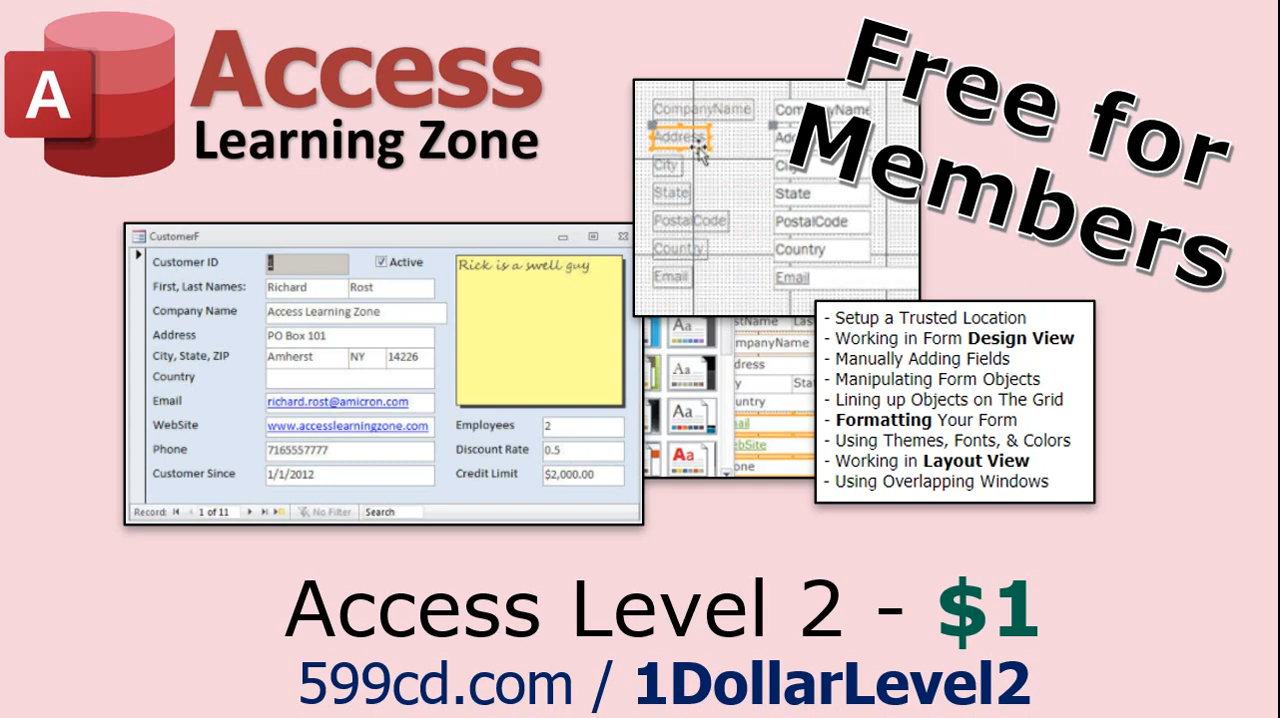 A
Access
Learning Zone
Free for
Members
CompanyName CompanyName
Address
City
State State
PostalCode PostalCode
Country Country
Email Email
CustomerF
Customer ID
Active
First, Last Names: Richard Rost
Company Name Access Learning Zone
Address PO Box 101
City, State, ZIP Amherst NY 14226
Country
Email richard.rost@amicron.com
WebSite www.accesslearningzone.com
Phone 7165557777
Customer Since 1/1/2012
Rick is a swell guy
Employees 2
Discount Rate 0.5
Credit Limit $2,000.00
Record: 1 of 11 No Filter Search
Aa
Aa
Aa
Aa
- Setup a Trusted Location
- Working in Form Design View
- Manually Adding Fields
- Manipulating Form Objects
- Lining up Objects on The Grid
- Formatting Your Form
- Using Themes, Fonts, & Colors
- Working in Layout View
- Using Overlapping Windows
Access Level 2 - $1
599cd.com / 1DollarLevel2